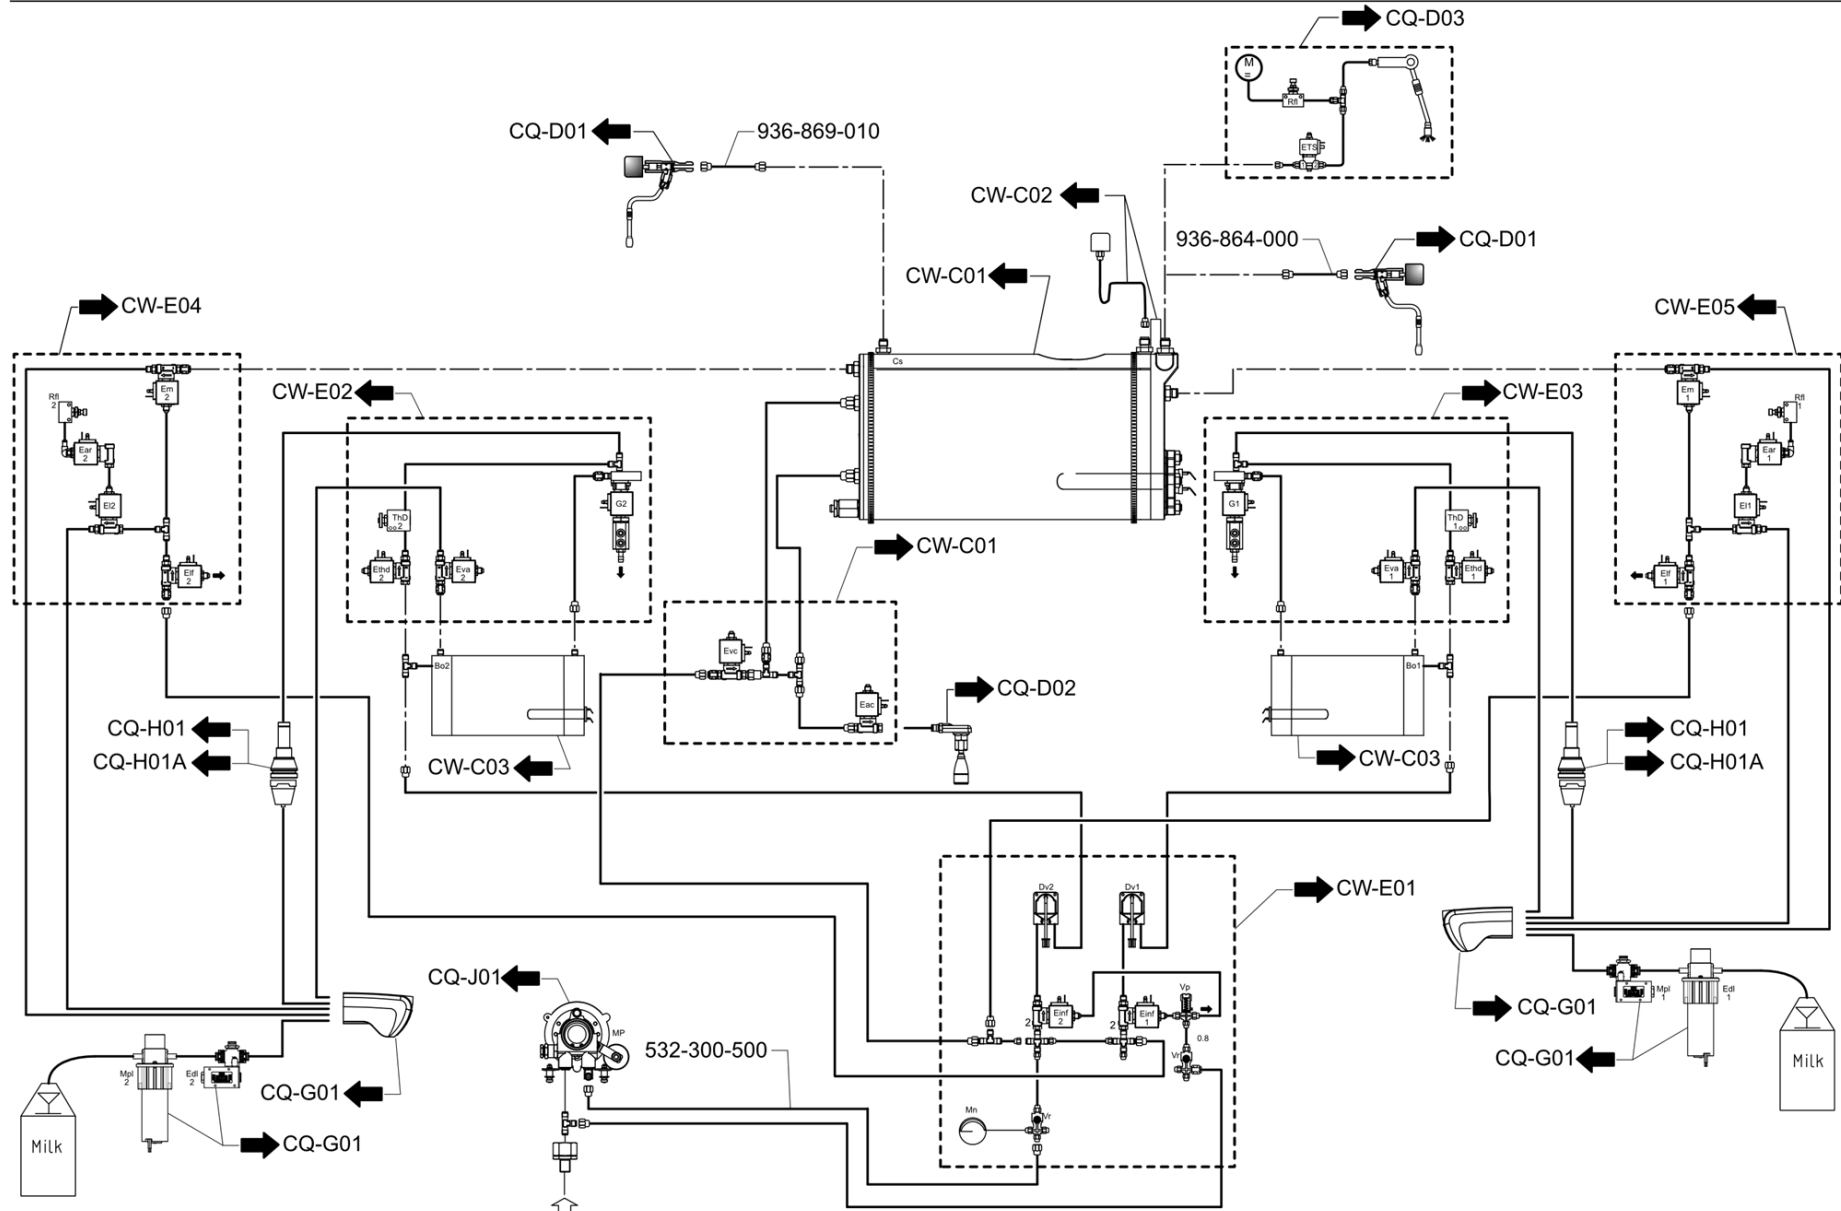 CQ-D03
M
=
Rfl
ETS
CQ-D01
936-869-010
CW-C02
936-864-000
CQ-D01
CW-C01
CW-E04
CW-E05
Cs
Em
2
Rfl
2
Ear
2
El2
Elf
2
CW-E02
G2
ThD
2
Ethd
2
Eva
2
CW-E03
G1
ThD
1
Eva
1
Ethd
1
Em
1
Rfl
1
Ear
1
El1
Elf
1
CW-C01
Evc
Eac
CQ-D02
Bo2
Bo1
CW-C03
CW-C03
CQ-H01
CQ-H01A
CQ-H01
CQ-H01A
CW-E01
Dv2
Dv1
Einf
2
2
Einf
1
2
Vp
0.8
Vr
Mn
Vr
CQ-J01
MP
532-300-500
CQ-G01
Mpl
2
Edl
2
CQ-G01
Milk
CQ-G01
Mpl
1
Edl
1
CQ-G01
Milk